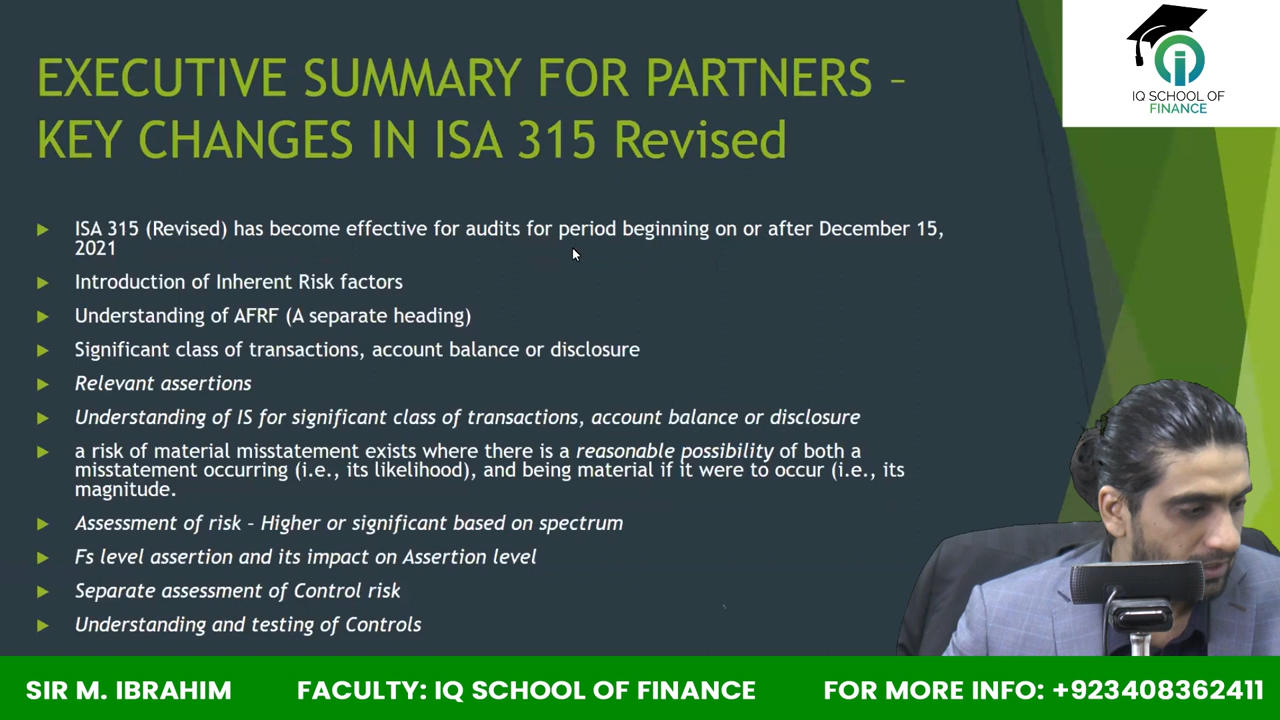 EXECUTIVE SUMMARY FOR PARTNERS –
KEY CHANGES IN ISA 315 Revised
IQ SCHOOL OF
FINANCE
ISA 315 (Revised) has become effective for audits for period beginning on or after December 15,
2021
Introduction of Inherent Risk factors
Understanding of AFRF (A separate heading)
Significant class of transactions, account balance or disclosure
Relevant assertions
Understanding of IS for significant class of transactions, account balance or disclosure
a risk of material misstatement exists where there is a reasonable possibility of both a
misstatement occurring (i.e., its likelihood), and being material if it were to occur (i.e., its
magnitude.
Assessment of risk – Higher or significant based on spectrum
Fs level assertion and its impact on Assertion level
Separate assessment of Control risk
Understanding and testing of Controls
SIR M. IBRAHIM FACULTY: IQ SCHOOL OF FINANCE FOR MORE INFO: +923408362411